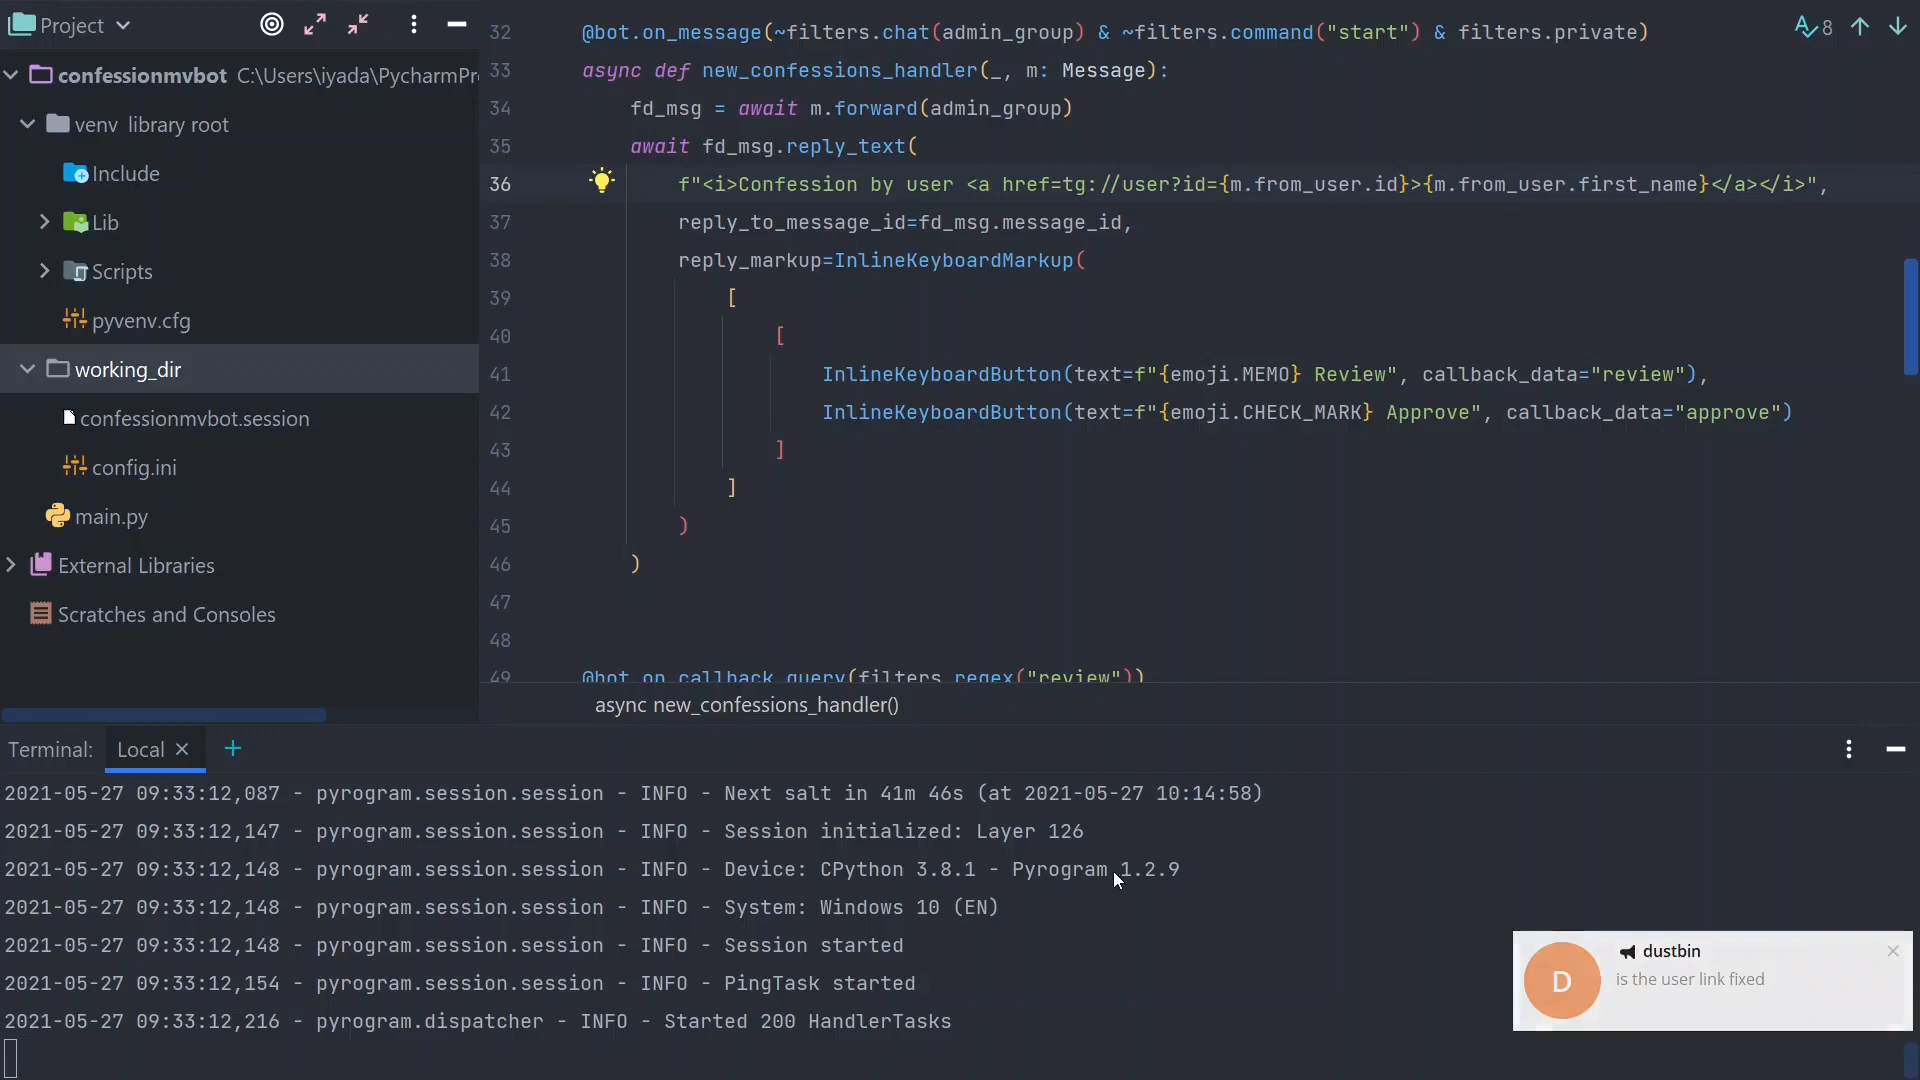 Project
confessionmvbot C:\Users\iyada\PycharmPr
venv library root
Include
Lib
Scripts
pyvenv.cfg
working_dir
confessionmvbot.session
config.ini
main.py
External Libraries
Scratches and Consoles
8
32 @bot.on_message(~filters.chat(admin_group) & ~filters.command("start") & filters.private)
33 async def new_confessions_handler(_, m: Message):
34 fd_msg = await m.forward(admin_group)
35 await fd_msg.reply_text(
36 f"<i>Confession by user <a href=tg://user?id={m.from_user.id}>{m.from_user.first_name}</a></i>",
37 reply_to_message_id=fd_msg.message_id,
38 reply_markup=InlineKeyboardMarkup(
39 [
40 [
41 InlineKeyboardButton(text=f"{emoji.MEMO} Review", callback_data="review"),
42 InlineKeyboardButton(text=f"{emoji.CHECK_MARK} Approve", callback_data="approve")
43 ]
44 ]
45 )
46 )
47
48
49 @bot.on_callback_query(filters.regex("review"))
async new_confessions_handler()
Terminal: Local × +
2021-05-27 09:33:12,087 - pyrogram.session.session - INFO - Next salt in 41m 46s (at 2021-05-27 10:14:58)
2021-05-27 09:33:12,147 - pyrogram.session.session - INFO - Session initialized: Layer 126
2021-05-27 09:33:12,148 - pyrogram.session.session - INFO - Device: CPython 3.8.1 - Pyrogram 1.2.9
2021-05-27 09:33:12,148 - pyrogram.session.session - INFO - System: Windows 10 (EN)
2021-05-27 09:33:12,148 - pyrogram.session.session - INFO - Session started
2021-05-27 09:33:12,154 - pyrogram.session.session - INFO - PingTask started
2021-05-27 09:33:12,216 - pyrogram.dispatcher - INFO - Started 200 HandlerTasks
D
dustbin
is the user link fixed